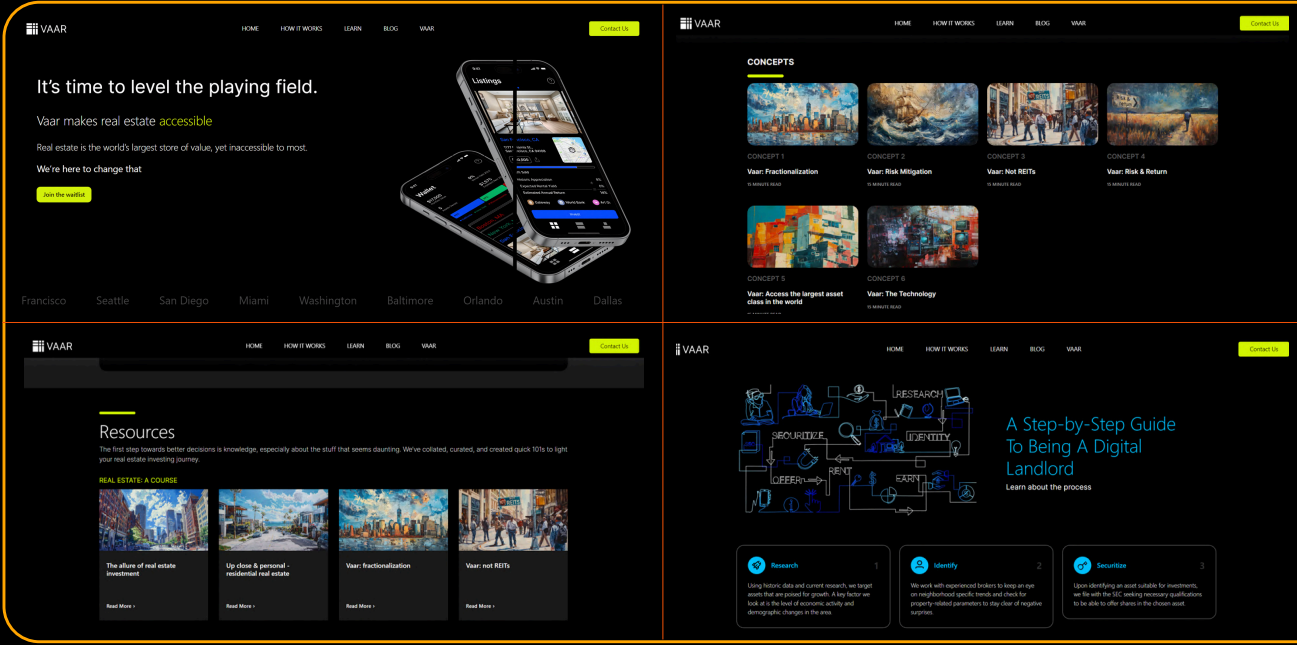 VAAR
HOME HOW IT WORKS LEARN BLOG VAAR
Contact Us
It's time to level the playing field.
Vaar makes real estate accessible
Real estate is the world's largest store of value, yet inaccessible to most.
We're here to change that
Join the waitlist
9:41
Listings
Wallet
Estimated Annual Return
Francisco Seattle San Diego Miami Washington Baltimore Orlando Austin Dallas
VAAR
HOME HOW IT WORKS LEARN BLOG VAAR
Contact Us
CONCEPTS
CONCEPT 1
Vaar: Fractionalization
15 MINUTE READ
CONCEPT 2
Vaar: Risk Mitigation
15 MINUTE READ
CONCEPT 3
Vaar: Not REITs
15 MINUTE READ
CONCEPT 4
Vaar: Risk & Return
15 MINUTE READ
CONCEPT 5
Vaar: Access the largest asset
class in the world
CONCEPT 6
Vaar: The Technology
15 MINUTE READ
VAAR
HOME HOW IT WORKS LEARN BLOG VAAR
Contact Us
Resources
The first step towards better decisions is knowledge, especially about the stuff that seems daunting. We've collated, curated, and created quick 101s to light
your real estate investing journey.
REAL ESTATE: A COURSE
The allure of real estate
investment
Read More ›
Up close & personal -
residential real estate
Read More ›
Vaar: fractionalization
Read More ›
Vaar: not REITs
Read More ›
VAAR
HOME HOW IT WORKS LEARN BLOG VAAR
Contact Us
RESEARCH
SECURITIZE
IDENTITY
RENT
OFFER
EARN
A Step-by-Step Guide
To Being A Digital
Landlord
Learn about the process
Research 1
Using historic data and current research, we target
assets that are poised for growth. A key factor we
look at is the level of economic activity and
demographic changes in the area
Identify 2
We work with experienced brokers to keep an eye
on neighborhood specific trends and check for
property-related parameters to stay clear of negative
surprises.
Securitize 3
Upon identifying an asset suitable for investments,
we file with the SEC seeking necessary qualifications
to be able to offer shares in the chosen asset.